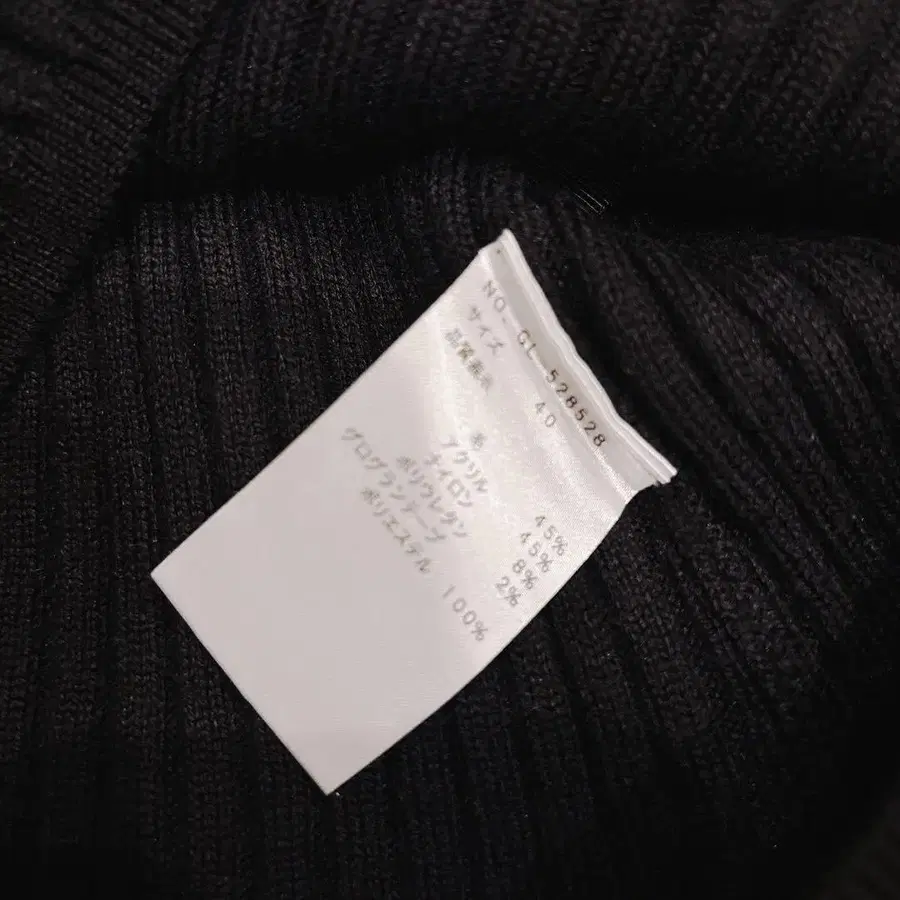 NO. GL 528528
サイズ 40
品質表示
毛 45%
アクリル 45%
ナイロン 8%
ポリウレタン 2%
グログランテープ
ポリエステル 100%